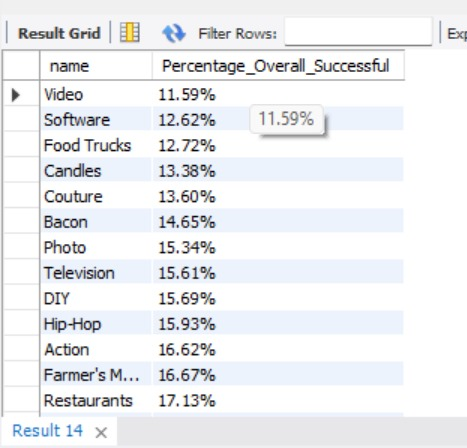 Result Grid Filter Rows: Exp
name Percentage_Overall_Successful
Video 11.59%
Software 12.62% 11.59%
Food Trucks 12.72%
Candles 13.38%
Couture 13.60%
Bacon 14.65%
Photo 15.34%
Television 15.61%
DIY 15.69%
Hip-Hop 15.93%
Action 16.62%
Farmer's M... 16.67%
Restaurants 17.13%
Result 14 ×